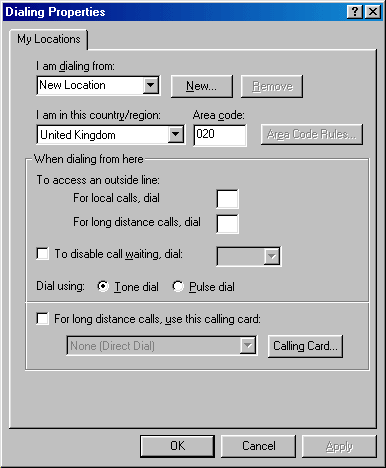 Dialing Properties
My Locations
I am dialing from:
New Location New... Remove
I am in this country/region: Area code:
United Kingdom 020 Area Code Rules...
When dialing from here
To access an outside line:
For local calls, dial
For long distance calls, dial
To disable call waiting, dial:
Dial using: Tone dial Pulse dial
For long distance calls, use this calling card:
None (Direct Dial) Calling Card...
OK Cancel Apply